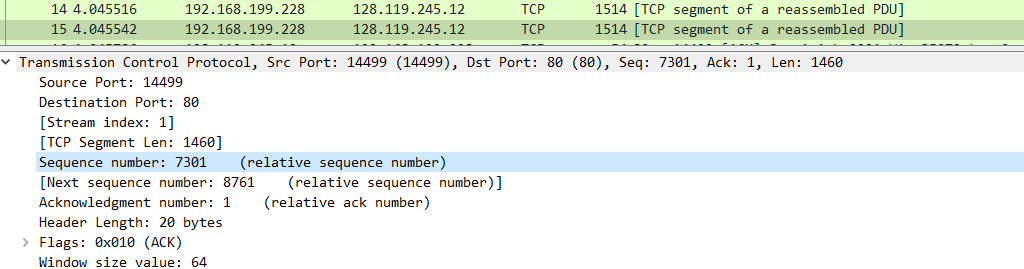 14 4.045516 192.168.199.228 128.119.245.12 TCP 1514 [TCP segment of a reassembled PDU]
15 4.045542 192.168.199.228 128.119.245.12 TCP 1514 [TCP segment of a reassembled PDU]
Transmission Control Protocol, Src Port: 14499 (14499), Dst Port: 80 (80), Seq: 7301, Ack: 1, Len: 1460
Source Port: 14499
Destination Port: 80
[Stream index: 1]
[TCP Segment Len: 1460]
Sequence number: 7301 (relative sequence number)
[Next sequence number: 8761 (relative sequence number)]
Acknowledgment number: 1 (relative ack number)
Header Length: 20 bytes
Flags: 0x010 (ACK)
Window size value: 64